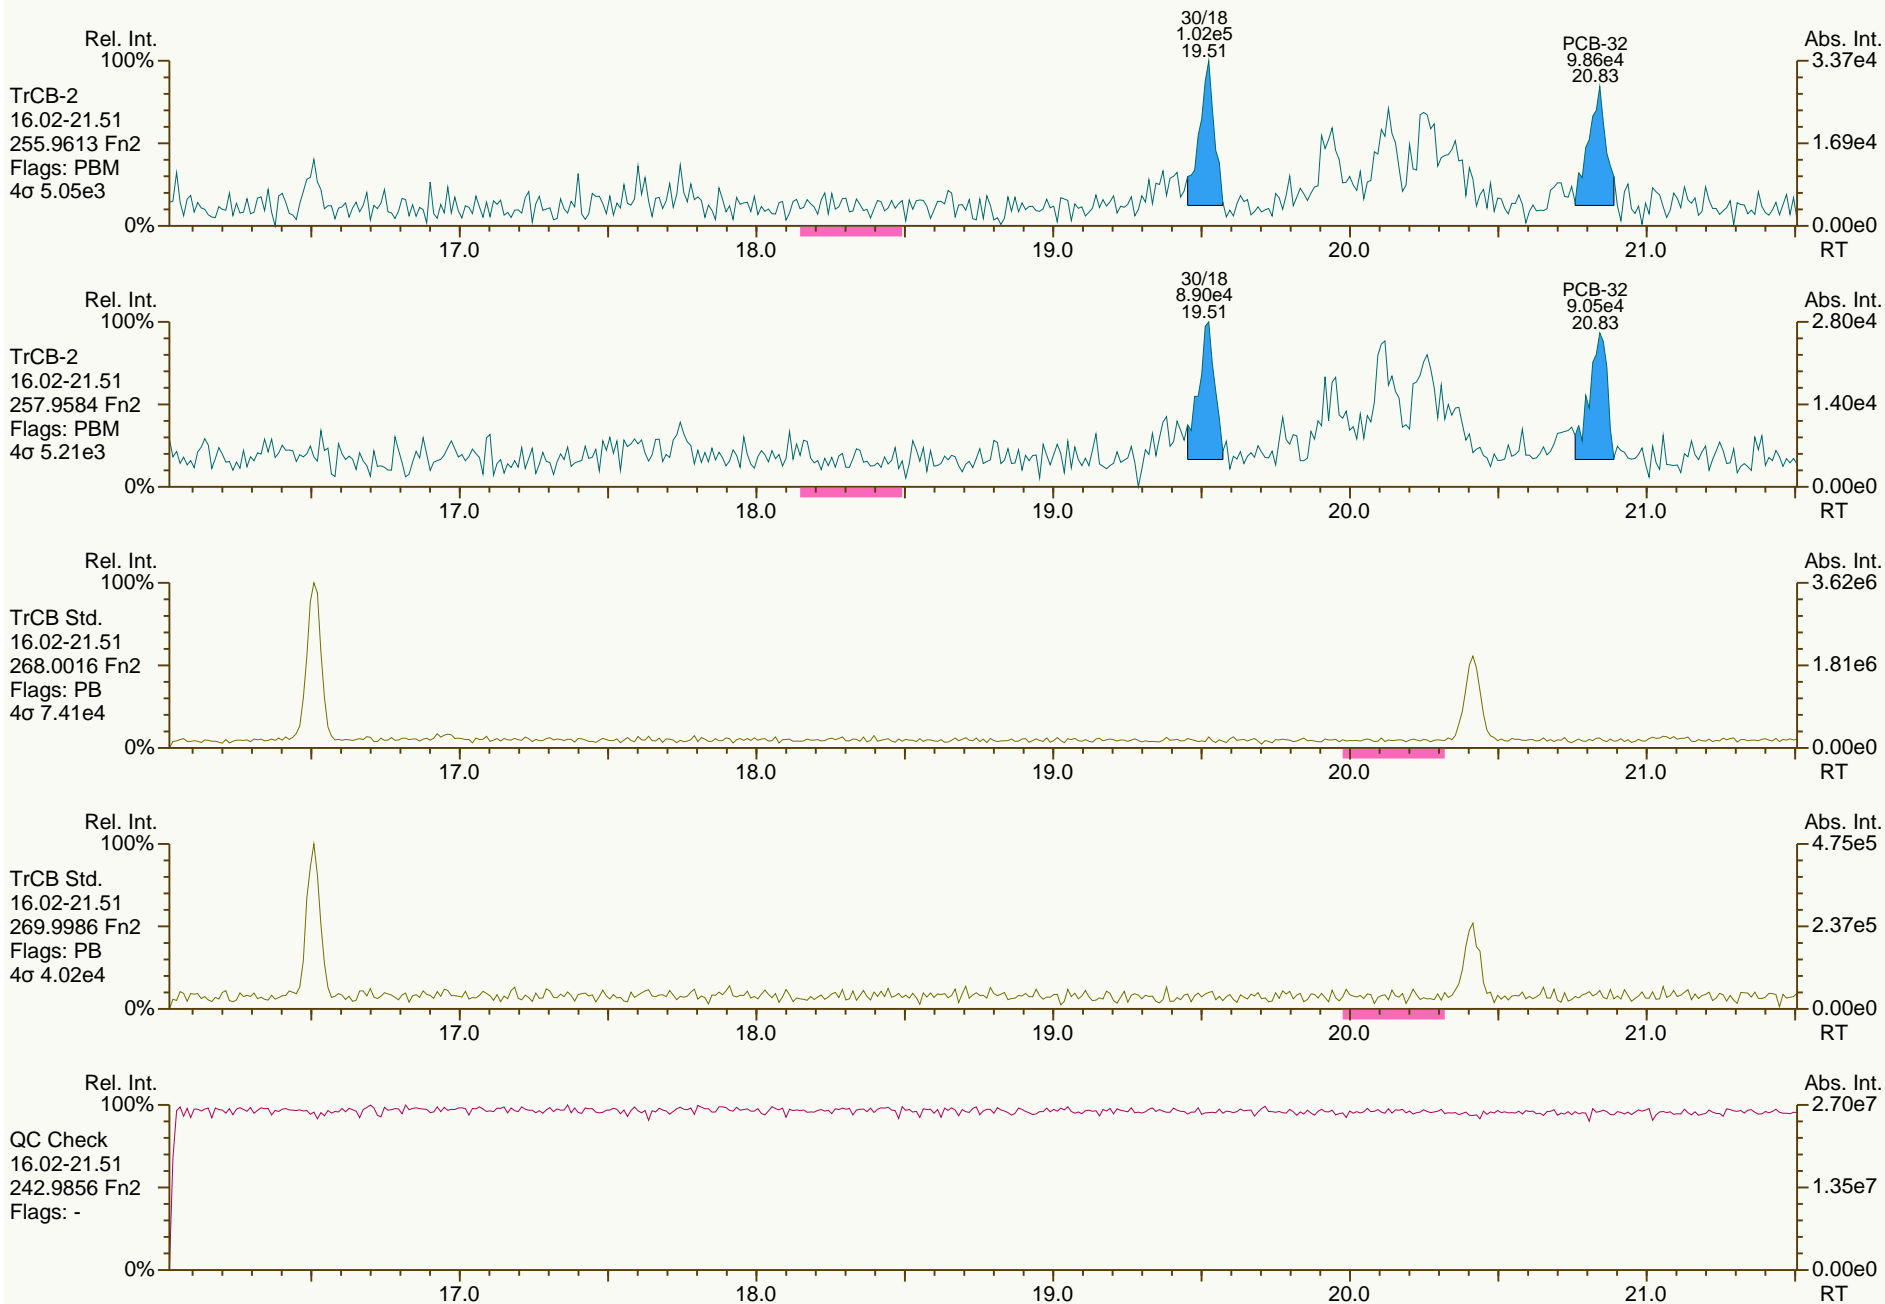 Rel. Int.
Abs. Int.
30/18
1.02e5
19.51
PCB-32
9.86e4
20.83
100%
3.37e4
TrCB-2
16.02-21.51
255.9613 Fn2
Flags: PBM
4σ 5.05e3
1.69e4
0%
0.00e0
17.0
18.0
19.0
20.0
21.0
RT
Rel. Int.
Abs. Int.
30/18
8.90e4
19.51
PCB-32
9.05e4
20.83
100%
2.80e4
TrCB-2
16.02-21.51
257.9584 Fn2
Flags: PBM
4σ 5.21e3
1.40e4
0%
0.00e0
17.0
18.0
19.0
20.0
21.0
RT
Rel. Int.
Abs. Int.
100%
3.62e6
TrCB Std.
16.02-21.51
268.0016 Fn2
Flags: PB
4σ 7.41e4
1.81e6
0%
0.00e0
17.0
18.0
19.0
20.0
21.0
RT
Rel. Int.
Abs. Int.
100%
4.75e5
TrCB Std.
16.02-21.51
269.9986 Fn2
Flags: PB
4σ 4.02e4
2.37e5
0%
0.00e0
17.0
18.0
19.0
20.0
21.0
RT
Rel. Int.
Abs. Int.
100%
2.70e7
QC Check
16.02-21.51
242.9856 Fn2
Flags: -
1.35e7
0%
0.00e0
17.0
18.0
19.0
20.0
21.0
RT